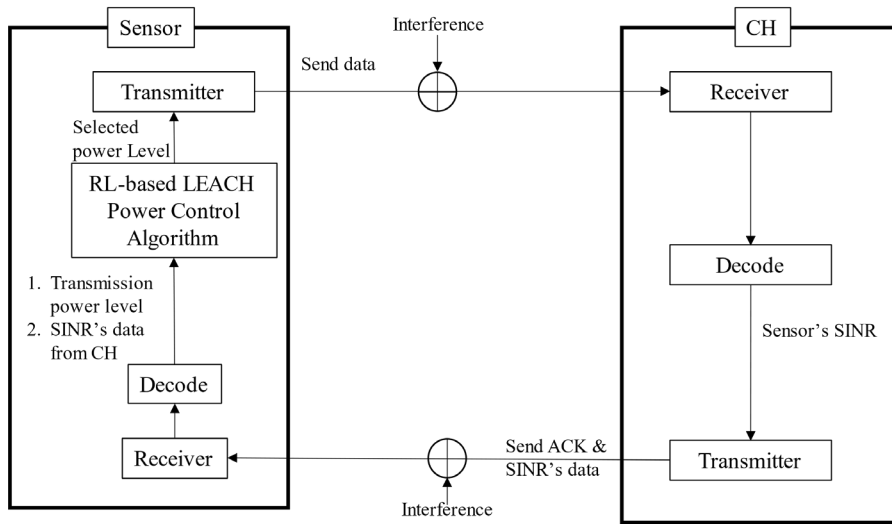 Sensor
Interference
CH
Send data
Transmitter
Receiver
Selected
power Level
RL-based LEACH
Power Control
Algorithm
Decode
1. Transmission
power level
2. SINR's data
from CH
Sensor's SINR
Decode
Send ACK &
SINR's data
Receiver
Transmitter
Interference